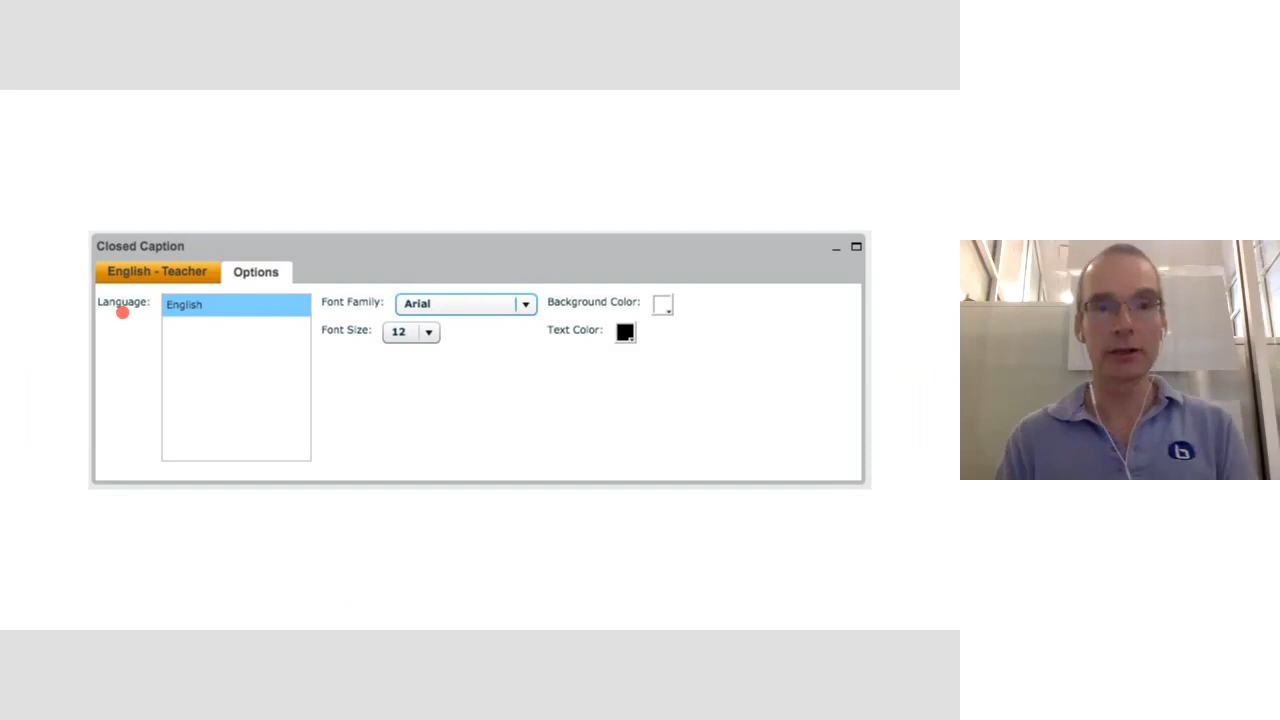 Closed Caption
English - Teacher
Options
Language:
English
Font Family:
Arial
Background Color:
Font Size:
12
Text Color:
b